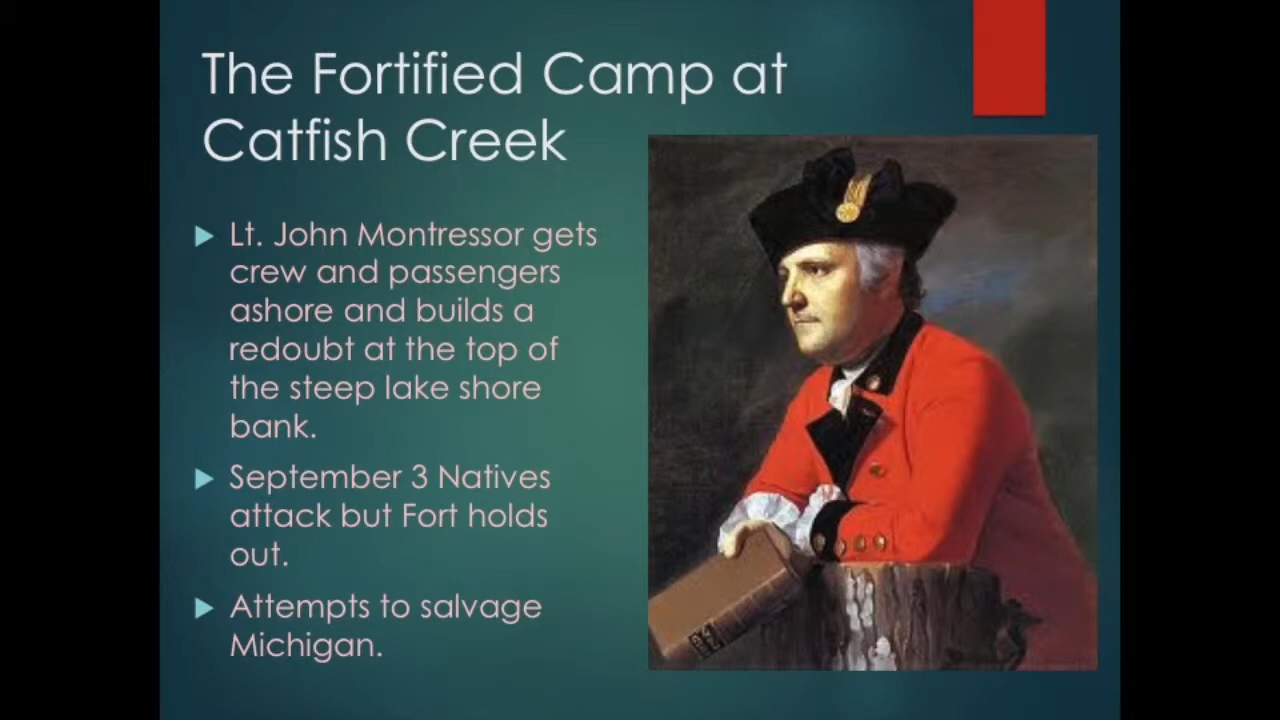 The Fortified Camp at
Catfish Creek
Lt. John Montressor gets
crew and passengers
ashore and builds a
redoubt at the top of
the steep lake shore
bank.
September 3 Natives
attack but Fort holds
out.
Attempts to salvage
Michigan.